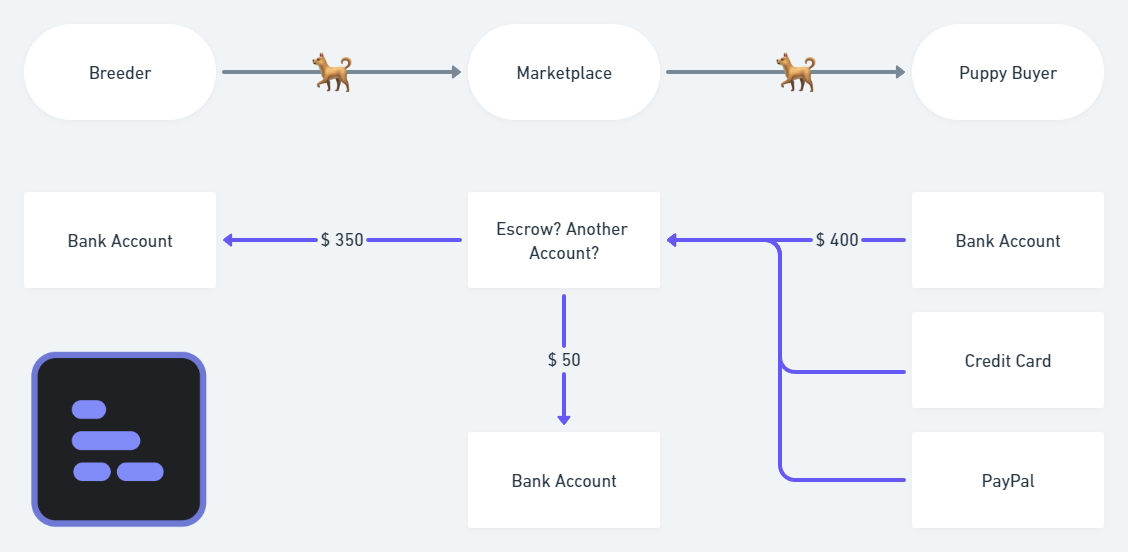 Breeder
Marketplace
Puppy Buyer
Bank Account
$ 350
Escrow? Another
Account?
$ 400
Bank Account
$ 50
Credit Card
Bank Account
PayPal